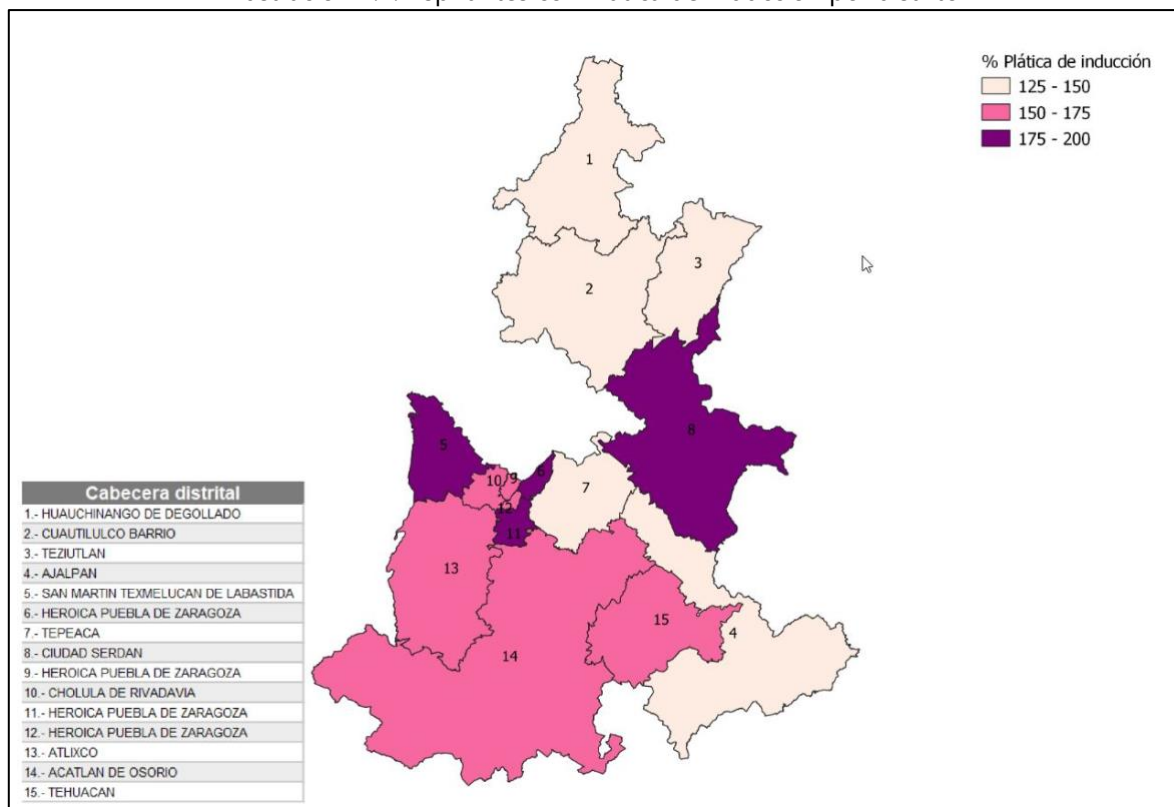 % Plática de inducción
125 - 150
150 - 175
175 - 200
1
3
2
8
5
6
9
10
7
12
11
13
15
4
14
Cabecera distrital
1.- HUAUCHINANGO DE DEGOLLADO
2.- CUAUTILULCO BARRIO
3.- TEZIUTLAN
4.- AJALPAN
5.- SAN MARTIN TEXMELUCAN DE LABASTIDA
6.- HEROICA PUEBLA DE ZARAGOZA
7.- TEPEACA
8.- CIUDAD SERDAN
9.- HEROICA PUEBLA DE ZARAGOZA
10.- CHOLULA DE RIVADAVIA
11.- HEROICA PUEBLA DE ZARAGOZA
12.- HEROICA PUEBLA DE ZARAGOZA
13.- ATLIXCO
14.- ACATLAN DE OSORIO
15.- TEHUACAN